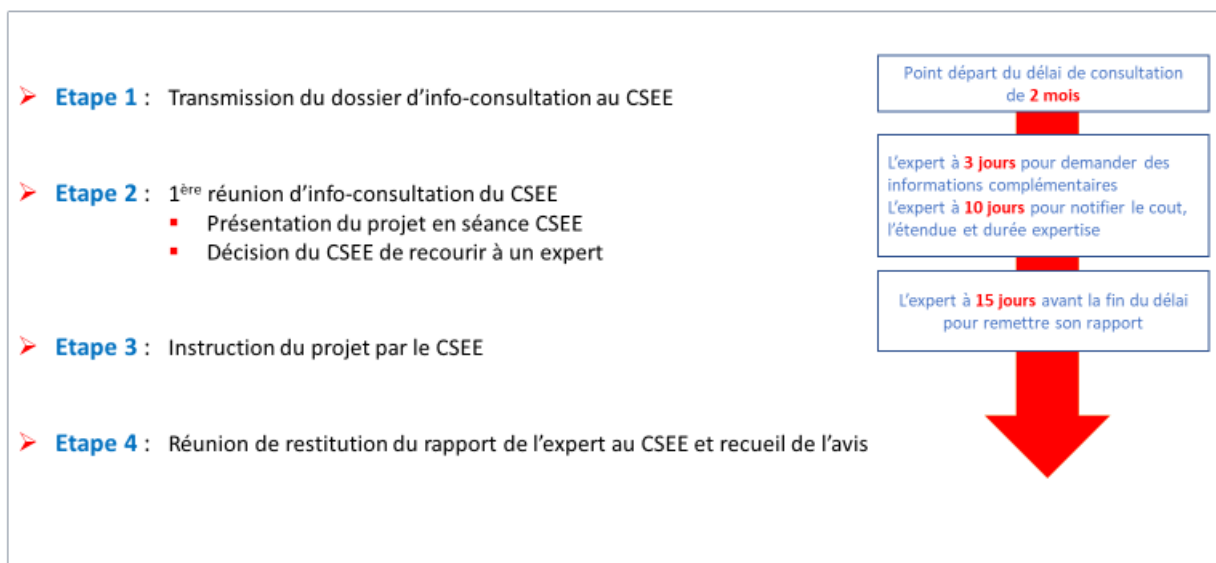 Etape 1 : Transmission du dossier d'info-consultation au CSEE
Etape 2 : 1ère réunion d'info-consultation du CSEE
Présentation du projet en séance CSEE
Décision du CSEE de recourir à un expert
Etape 3 : Instruction du projet par le CSEE
Etape 4 : Réunion de restitution du rapport de l'expert au CSEE et recueil de l'avis
Point départ du délai de consultation
de 2 mois
L'expert à 3 jours pour demander des
informations complémentaires
L'expert à 10 jours pour notifier le cout,
l'étendue et durée expertise
L'expert à 15 jours avant la fin du délai
pour remettre son rapport